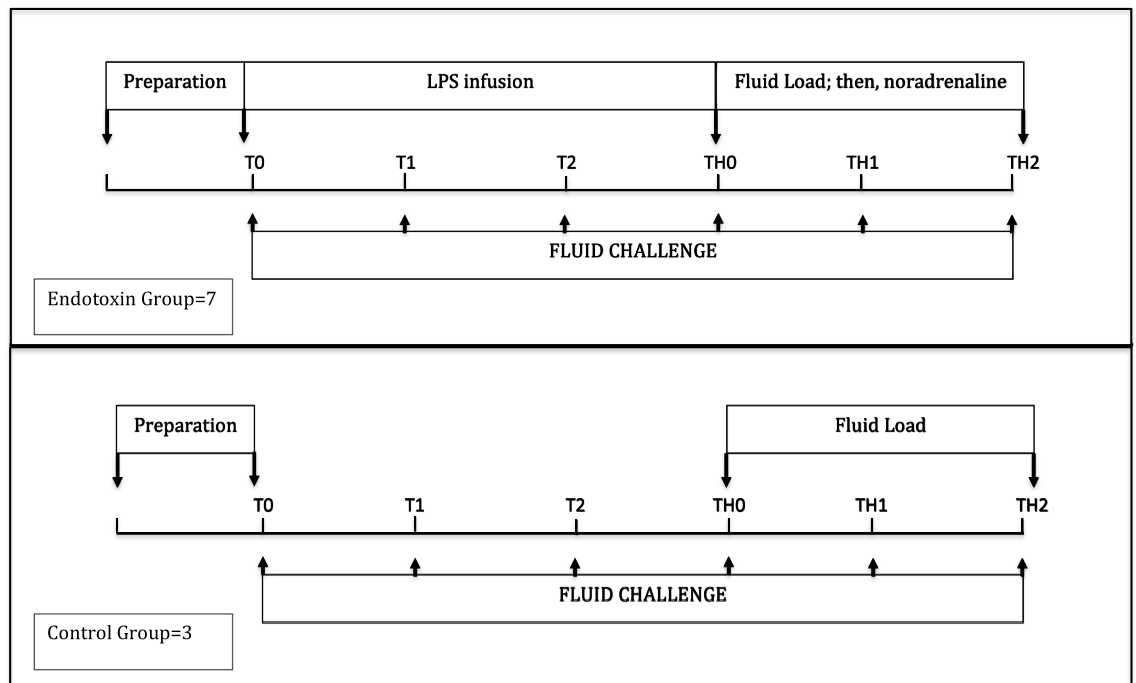 Preparation LPS infusion Fluid Load; then, noradrenaline
T0 T1 T2 TH0 TH1 TH2
FLUID CHALLENGE
Endotoxin Group=7
Preparation Fluid Load
T0 T1 T2 TH0 TH1 TH2
FLUID CHALLENGE
Control Group=3